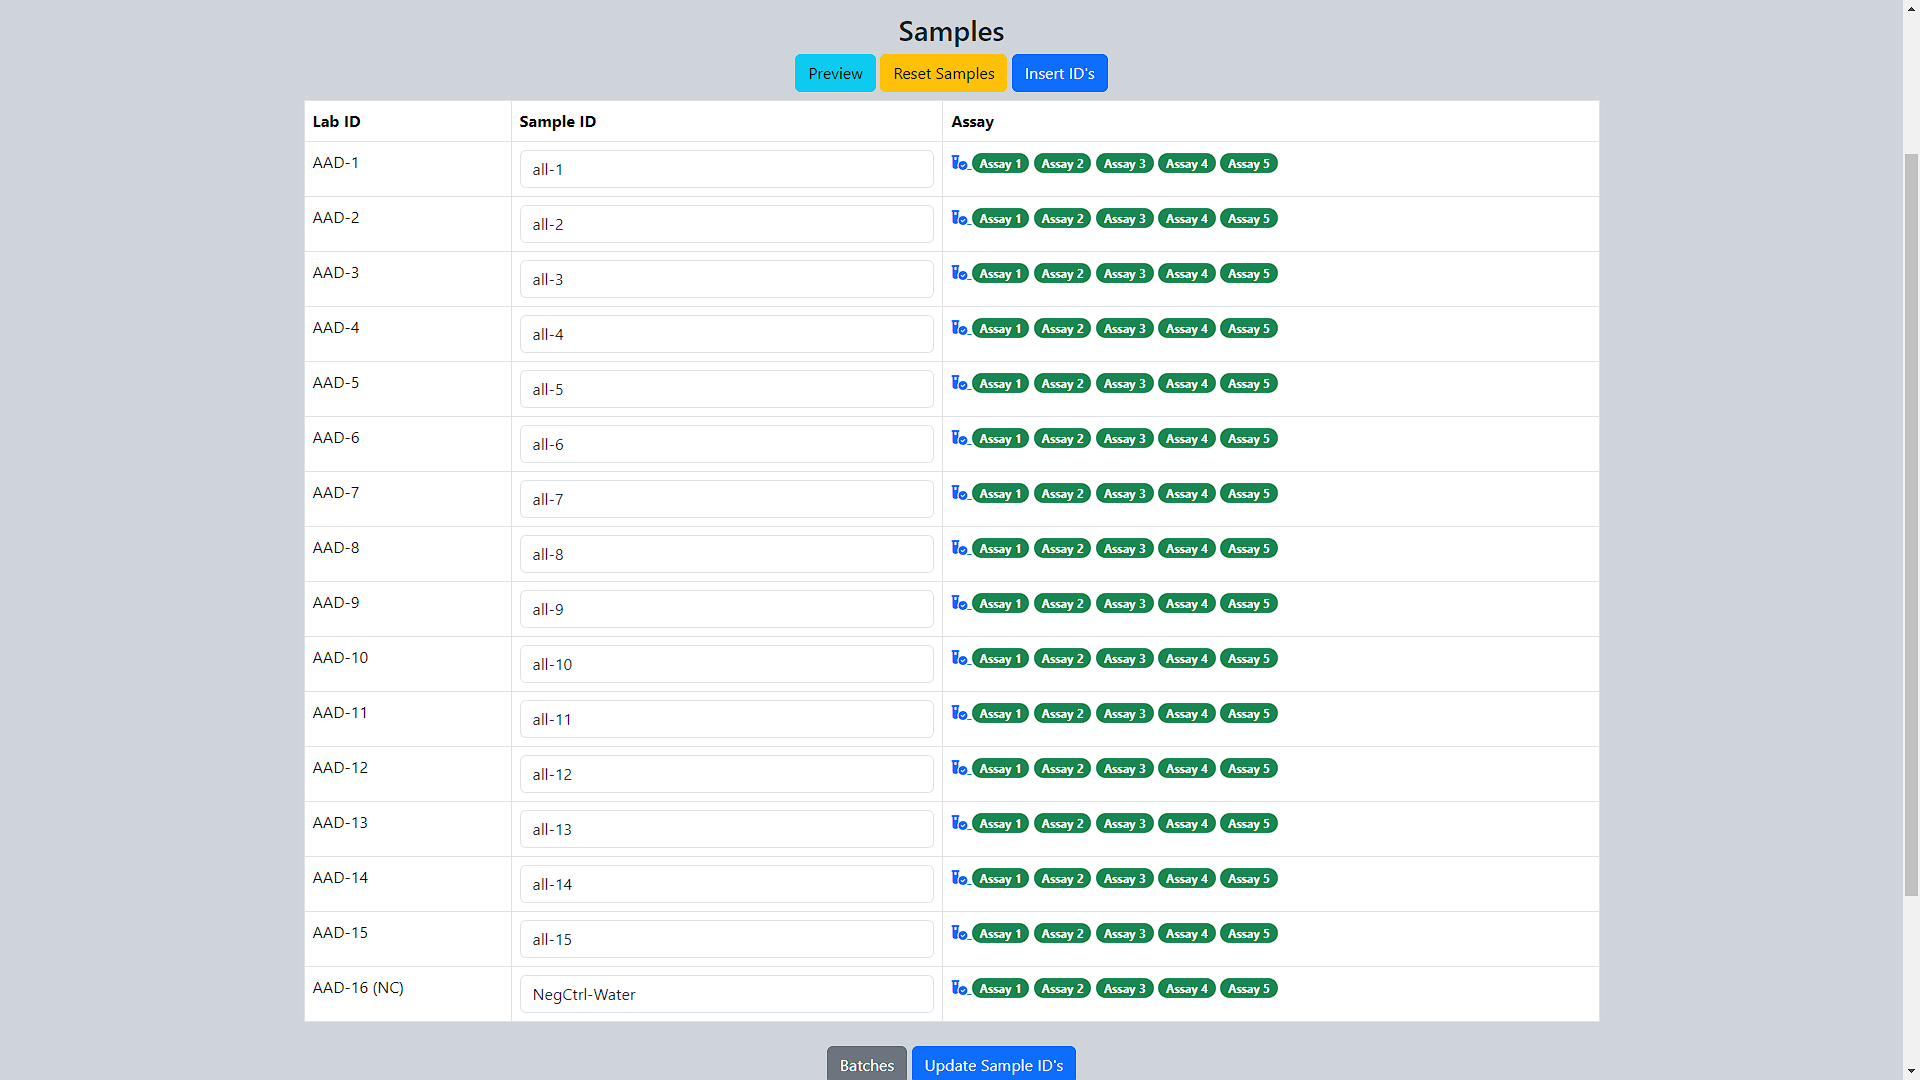 Samples
Preview Reset Samples Insert ID's
Lab ID Sample ID Assay
AAD-1 all-1 Assay 1 Assay 2 Assay 3 Assay 4 Assay 5
AAD-2 all-2 Assay 1 Assay 2 Assay 3 Assay 4 Assay 5
AAD-3 all-3 Assay 1 Assay 2 Assay 3 Assay 4 Assay 5
AAD-4 all-4 Assay 1 Assay 2 Assay 3 Assay 4 Assay 5
AAD-5 all-5 Assay 1 Assay 2 Assay 3 Assay 4 Assay 5
AAD-6 all-6 Assay 1 Assay 2 Assay 3 Assay 4 Assay 5
AAD-7 all-7 Assay 1 Assay 2 Assay 3 Assay 4 Assay 5
AAD-8 all-8 Assay 1 Assay 2 Assay 3 Assay 4 Assay 5
AAD-9 all-9 Assay 1 Assay 2 Assay 3 Assay 4 Assay 5
AAD-10 all-10 Assay 1 Assay 2 Assay 3 Assay 4 Assay 5
AAD-11 all-11 Assay 1 Assay 2 Assay 3 Assay 4 Assay 5
AAD-12 all-12 Assay 1 Assay 2 Assay 3 Assay 4 Assay 5
AAD-13 all-13 Assay 1 Assay 2 Assay 3 Assay 4 Assay 5
AAD-14 all-14 Assay 1 Assay 2 Assay 3 Assay 4 Assay 5
AAD-15 all-15 Assay 1 Assay 2 Assay 3 Assay 4 Assay 5
AAD-16 (NC) NegCtrl-Water Assay 1 Assay 2 Assay 3 Assay 4 Assay 5
Batches Update Sample ID's